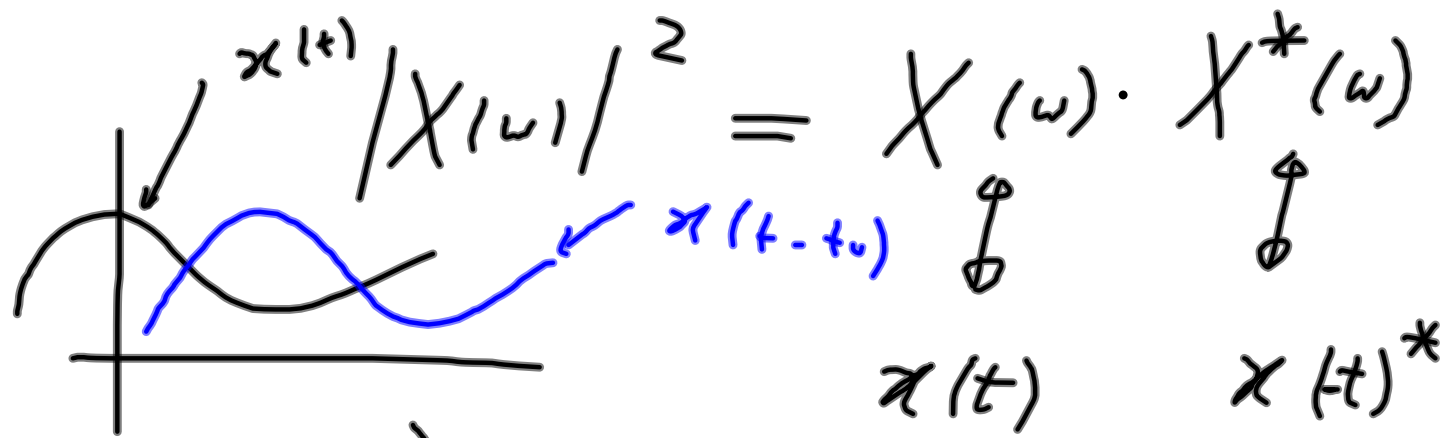 x(t)
|X(ω)|² = X(ω) · X*(ω)
x(t - t₀)
x(t) x(-t)*